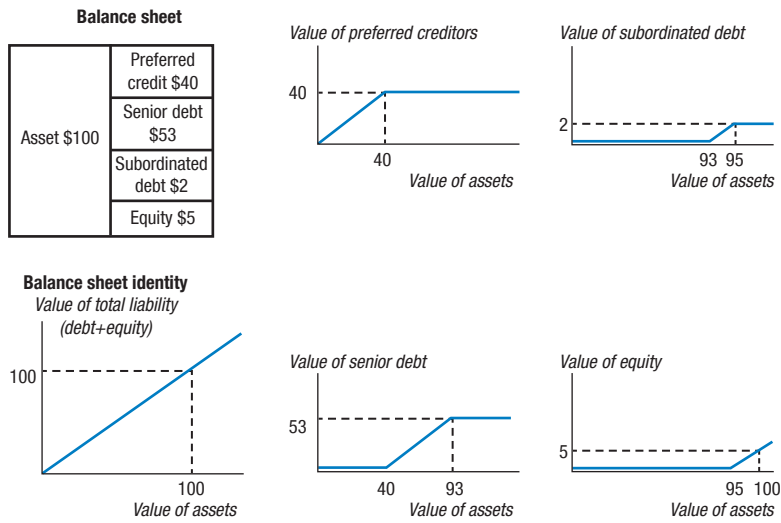 Balance sheet
Asset $100
Preferred
credit $40
Senior debt
$53
Subordinated
debt $2
Equity $5
Value of preferred creditors
40
40
Value of assets
Value of subordinated debt
2
93 95
Value of assets
Balance sheet identity
Value of total liability
(debt+equity)
100
100
Value of assets
Value of senior debt
53
40 93
Value of assets
Value of equity
5
95 100
Value of assets